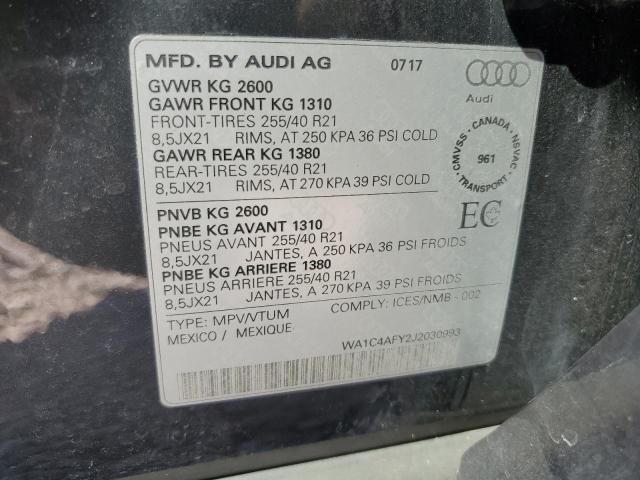 MFD. BY AUDI AG 07/17
GVWR KG 2600
GAWR FRONT KG 1310
FRONT-TIRES 255/40 R21
8,5JX21 RIMS, AT 250 KPA 36 PSI COLD
GAWR REAR KG 1380
REAR-TIRES 255/40 R21
8,5JX21 RIMS, AT 270 KPA 39 PSI COLD
Audi
CMVSS - CANADA - NSVAC
961
TRANSPORT
PNVB KG 2600
PNBE KG AVANT 1310
PNEUS AVANT 255/40 R21
8,5JX21 JANTES, A 250 KPA 36 PSI FROIDS
PNBE KG ARRIERE 1380
PNEUS ARRIERE 255/40 R21
8,5JX21 JANTES, A 270 KPA 39 PSI FROIDS
EC
TYPE: MPV/VTUM COMPLY: ICES/NMB - 002
MEXICO / MEXIQUE
WA1C4AFY2J2030993